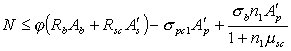 N ≤ φ(R_b A_b + R_sc A'_s) − σ_pc1 A'_p + σ_b n_1 A'_p / (1 + n_1 μ_sc)